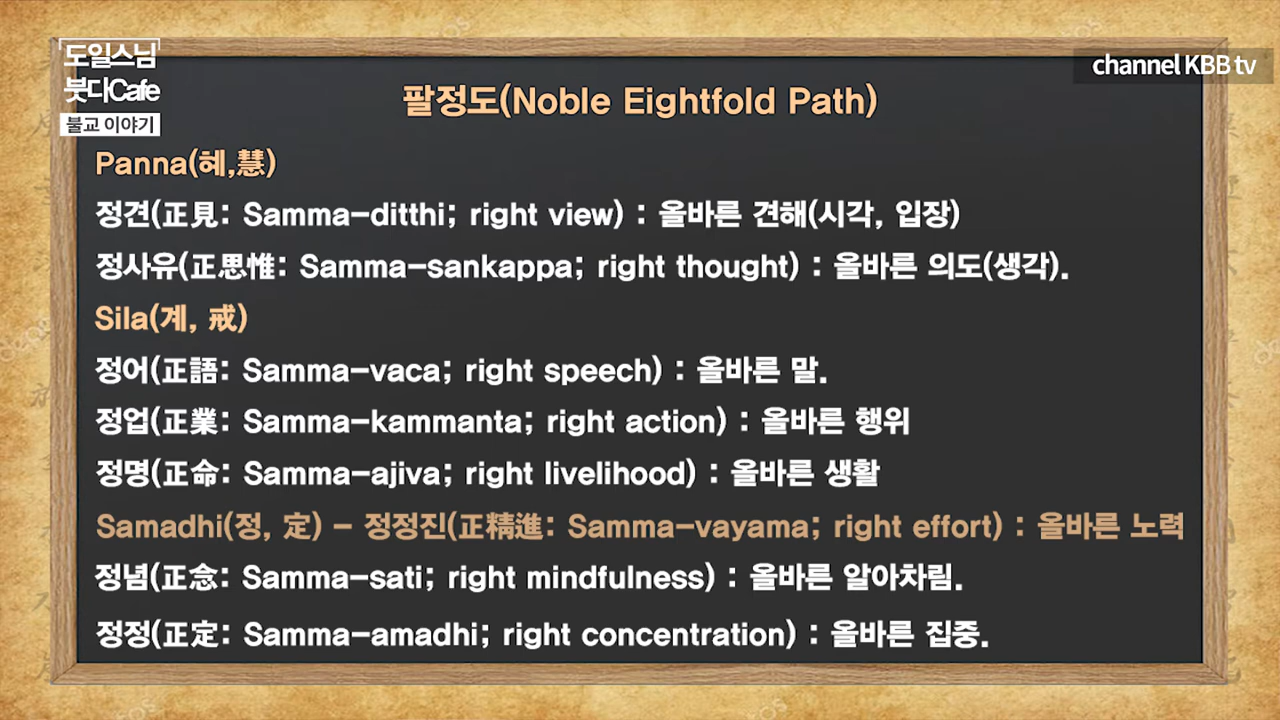 도일스님
붓다Cafe
불교 이야기
channel KBB tv
팔정도(Noble Eightfold Path)
Panna(혜,慧)
정견(正見: Samma-ditthi; right view) : 올바른 견해(시각, 입장)
정사유(正思惟: Samma-sankappa; right thought) : 올바른 의도(생각).
Sila(계, 戒)
정어(正語: Samma-vaca; right speech) : 올바른 말.
정업(正業: Samma-kammanta; right action) : 올바른 행위
정명(正命: Samma-ajiva; right livelihood) : 올바른 생활
Samadhi(정, 定) - 정정진(正精進: Samma-vayama; right effort) : 올바른 노력
정념(正念: Samma-sati; right mindfulness) : 올바른 알아차림.
정정(正定: Samma-amadhi; right concentration) : 올바른 집중.